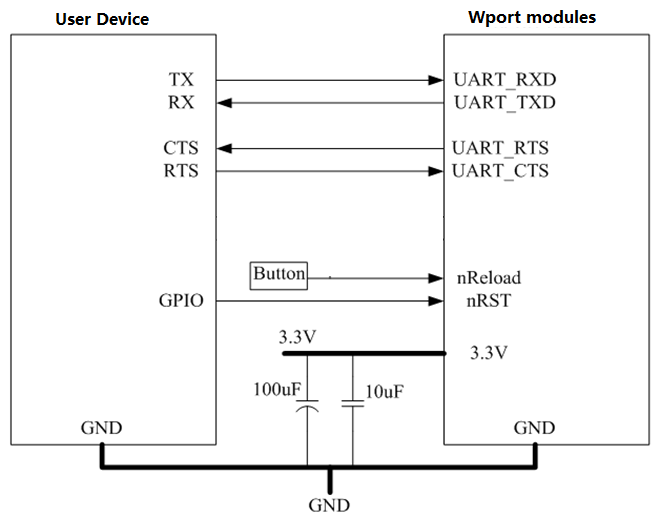 User Device
Wport modules
TX
UART_RXD
RX
UART_TXD
CTS
UART_RTS
RTS
UART_CTS
Button
nReload
GPIO
nRST
3.3V
3.3V
100uF
10uF
GND
GND
GND